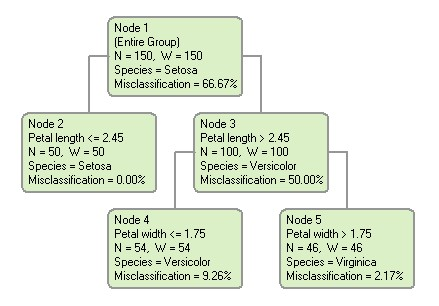 Node 1
(Entire Group)
N = 150, W = 150
Species = Setosa
Misclassification = 66.67%
Node 2
Petal length <= 2.45
N = 50, W = 50
Species = Setosa
Misclassification = 0.00%
Node 3
Petal length > 2.45
N = 100, W = 100
Species = Versicolor
Misclassification = 50.00%
Node 4
Petal width <= 1.75
N = 54, W = 54
Species = Versicolor
Misclassification = 9.26%
Node 5
Petal width > 1.75
N = 46, W = 46
Species = Virginica
Misclassification = 2.17%